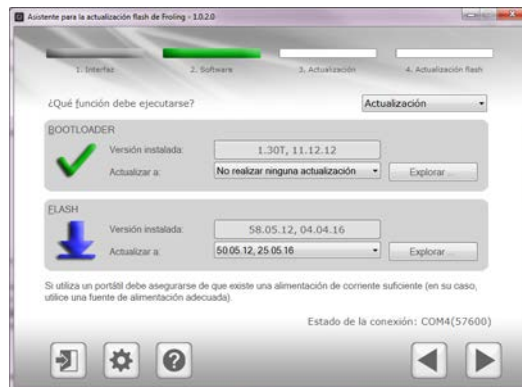 Asistente para la actualización flash de Froling - 1.0.2.0
1. Interfaz 2. Software 3. Actualización 4. Actualización flash
¿Qué función debe ejecutarse? Actualización
BOOTLOADER
Versión instalada: 1.30T, 11.12.12
Actualizar a: No realizar ninguna actualización Explorar ...
FLASH
Versión instalada: 58.05.12, 04.04.16
Actualizar a: 50.05.12, 25.05.16 Explorar ...
Si utiliza un portátil debe asegurarse de que existe una alimentación de corriente suficiente (en su caso,
utilice una fuente de alimentación adecuada).
Estado de la conexión: COM4(57600)